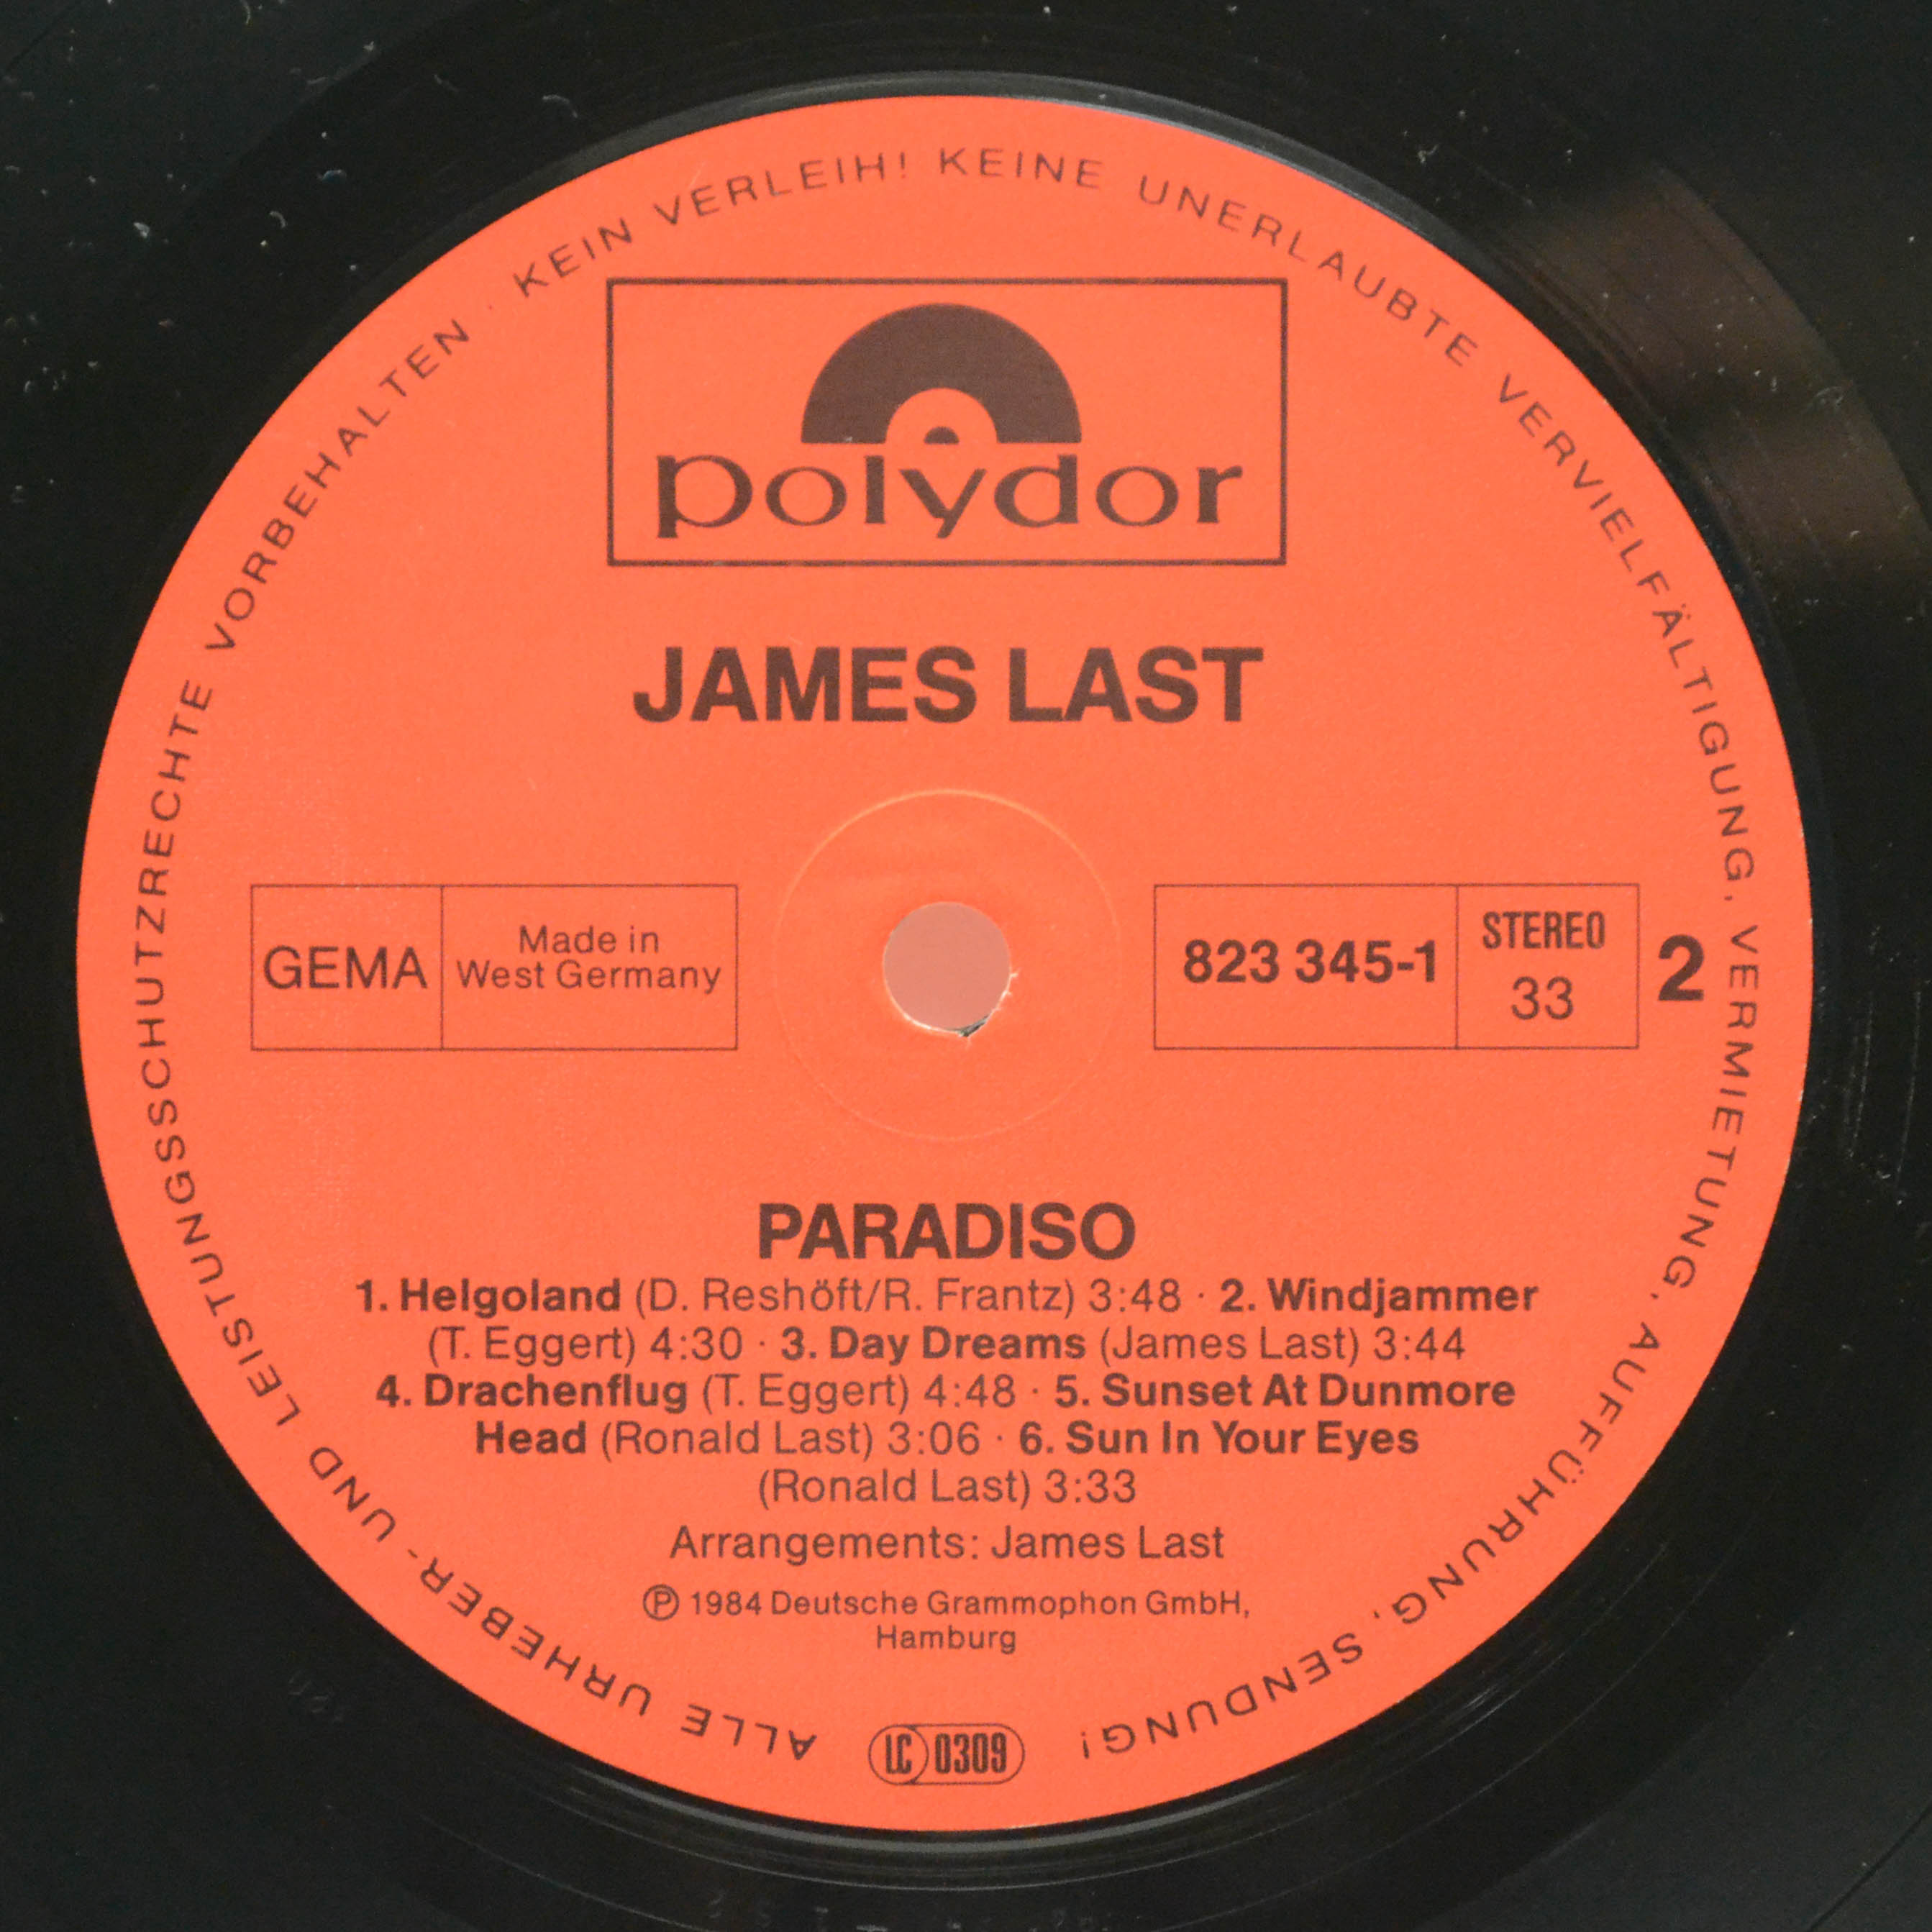 ALLE URHEBER- UND LEISTUNGSSCHUTZRECHTE VORBEHALTEN · KEIN VERLEIH! KEINE UNERLAUBTE VERVIELFÄLTIGUNG, VERMIETUNG, AUFFÜHRUNG, SENDUNG!
polydor
JAMES LAST
GEMA
Made in
West Germany
823 345-1
STEREO
33
2
PARADISO
1. Helgoland (D. Reshöft/R. Frantz) 3:48 · 2. Windjammer
(T. Eggert) 4:30 · 3. Day Dreams (James Last) 3:44
4. Drachenflug (T. Eggert) 4:48 · 5. Sunset At Dunmore
Head (Ronald Last) 3:06 · 6. Sun In Your Eyes
(Ronald Last) 3:33
Arrangements: James Last
℗ 1984 Deutsche Grammophon GmbH,
Hamburg
LC 0309